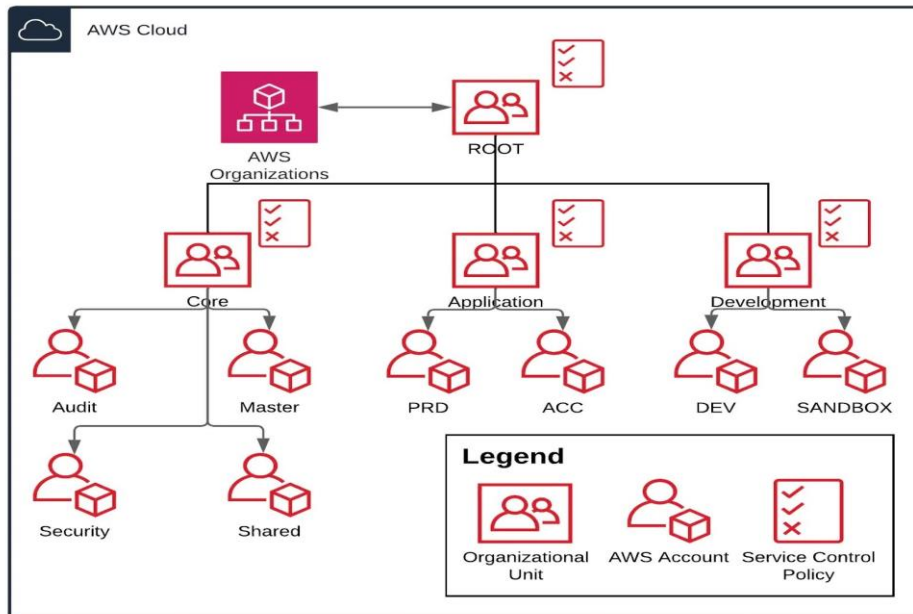 AWS Cloud
AWS
Organizations
ROOT
Core
Application
Development
Audit
Master
PRD
ACC
DEV
SANDBOX
Security
Shared
Legend
Organizational
Unit
AWS Account
Service Control
Policy